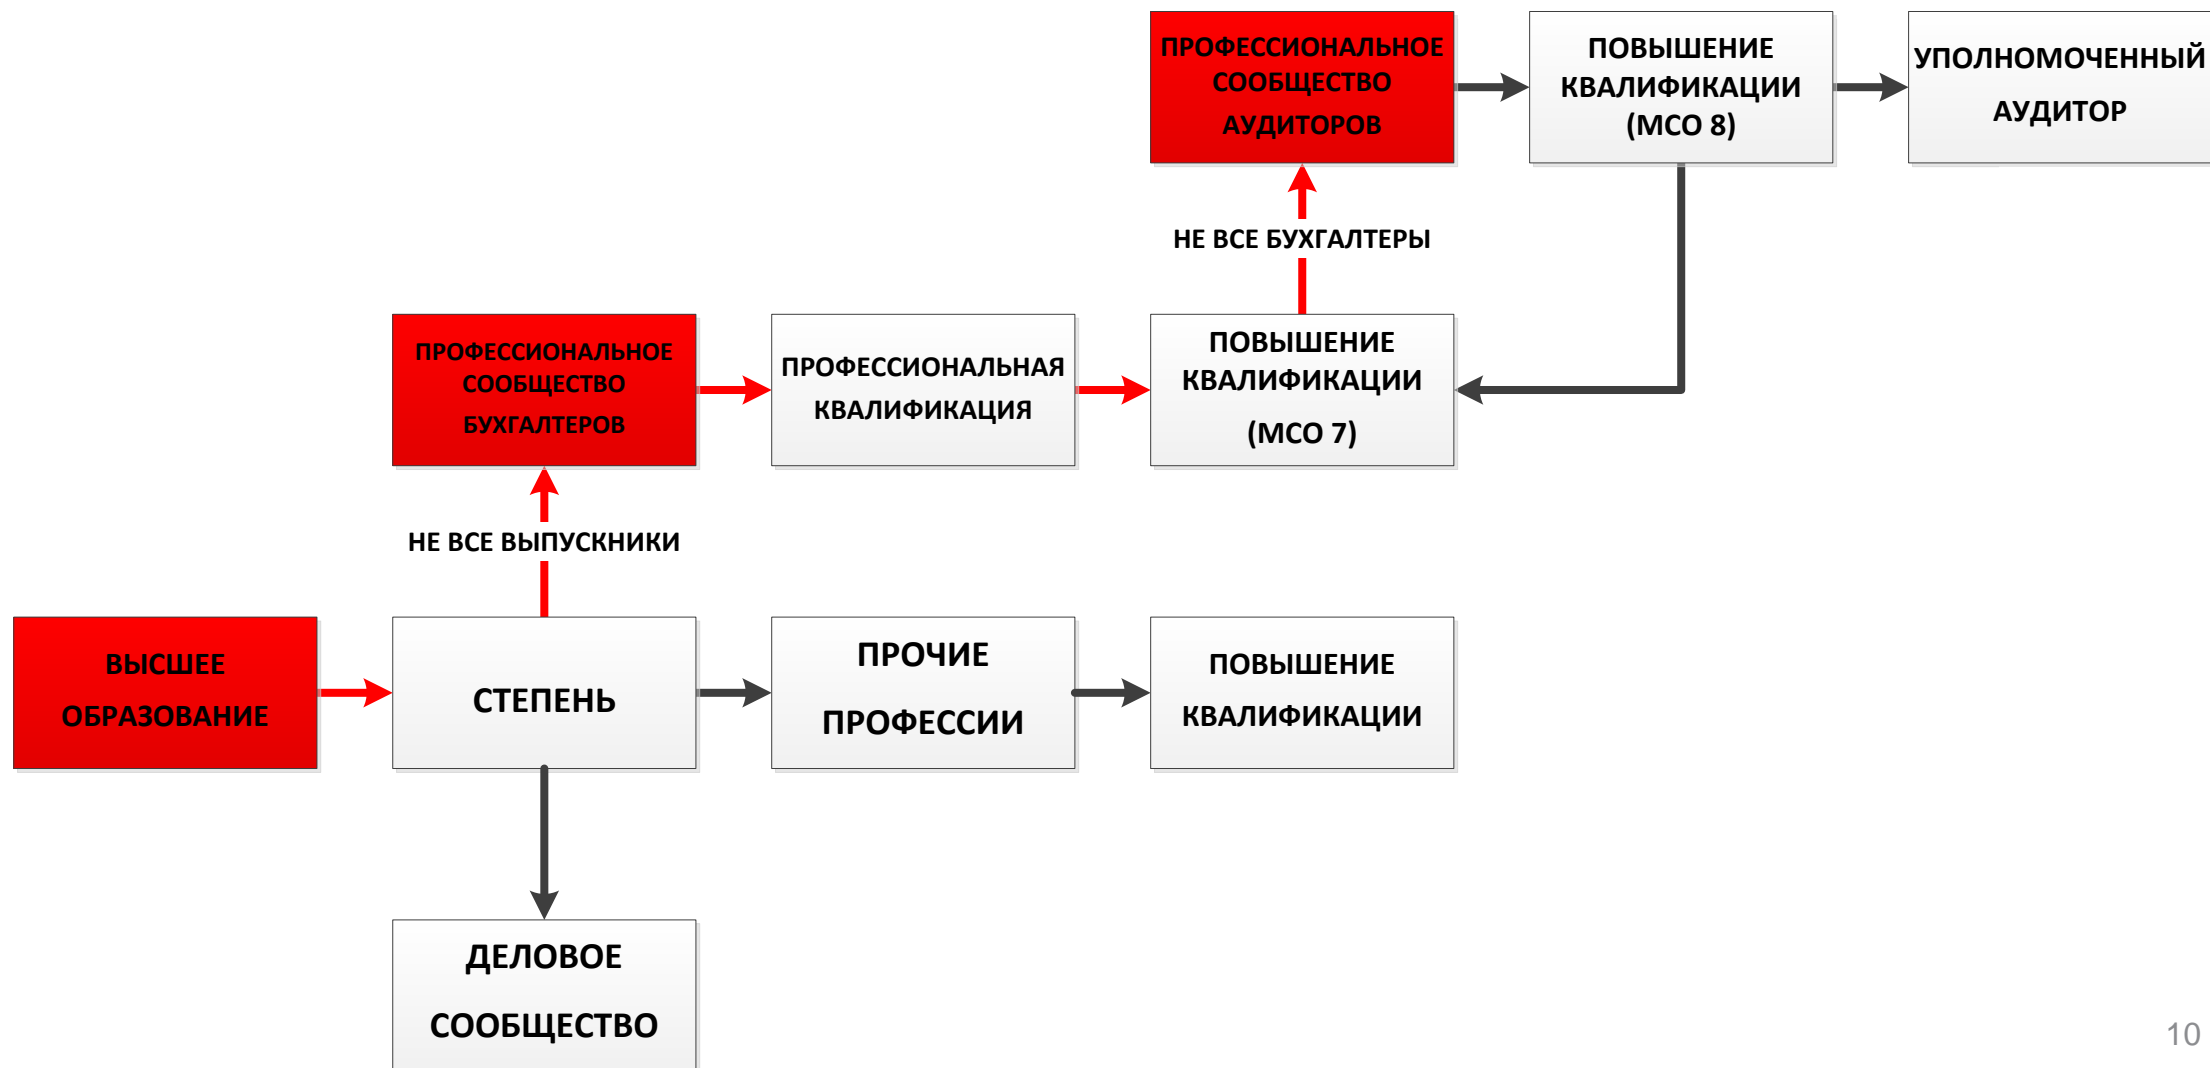 ПРОФЕССИОНАЛЬНОЕ
СООБЩЕСТВО
АУДИТОРОВ
ПОВЫШЕНИЕ
КВАЛИФИКАЦИИ
(МСО 8)
УПОЛНОМОЧЕННЫЙ
АУДИТОР
НЕ ВСЕ БУХГАЛТЕРЫ
ПРОФЕССИОНАЛЬНОЕ
СООБЩЕСТВО
БУХГАЛТЕРОВ
ПРОФЕССИОНАЛЬНАЯ
КВАЛИФИКАЦИЯ
ПОВЫШЕНИЕ
КВАЛИФИКАЦИИ
(МСО 7)
НЕ ВСЕ ВЫПУСКНИКИ
ВЫСШЕЕ
ОБРАЗОВАНИЕ
СТЕПЕНЬ
ПРОЧИЕ
ПРОФЕССИИ
ПОВЫШЕНИЕ
КВАЛИФИКАЦИИ
ДЕЛОВОЕ
СООБЩЕСТВО
10